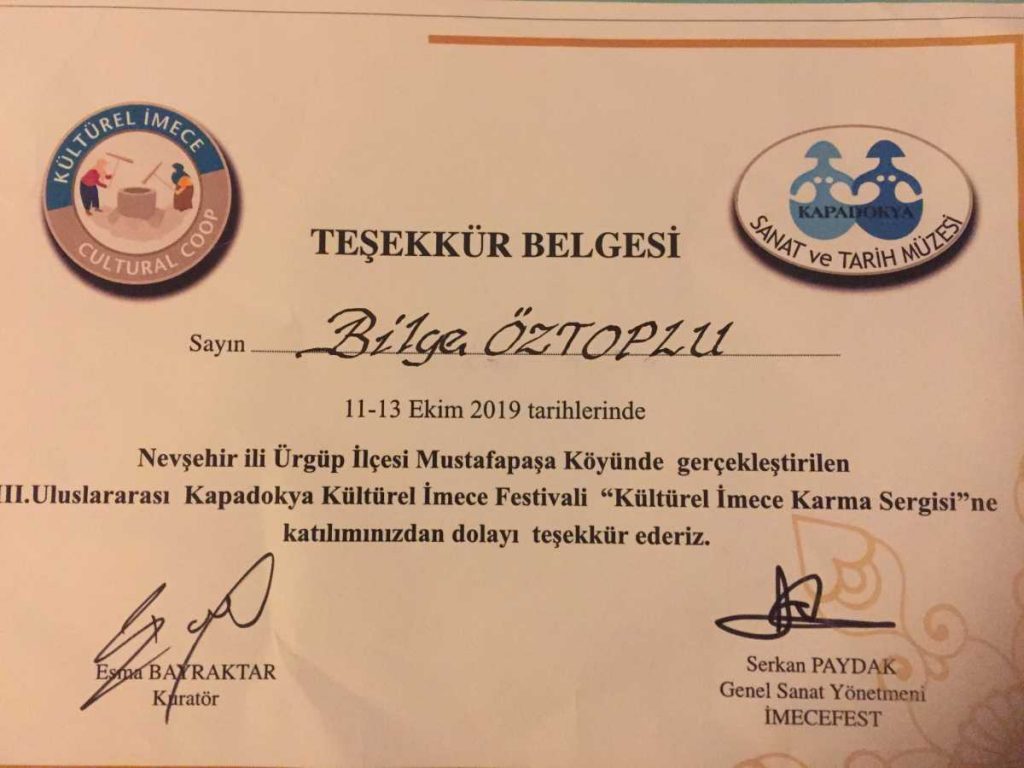 KÜLTÜREL İMECE
CULTURAL COOP
KAPADOKYA
SANAT ve TARİH MÜZESİ
TEŞEKKÜR BELGESİ
Sayın Bilge ÖZTOPLU
11-13 Ekim 2019 tarihlerinde
Nevşehir ili Ürgüp İlçesi Mustafapaşa Köyünde gerçekleştirilen
III.Uluslararası Kapadokya Kültürel İmece Festivali “Kültürel İmece Karma Sergisi”ne
katılımınızdan dolayı teşekkür ederiz.
Esma BAYRAKTAR
Kuratör
Serkan PAYDAK
Genel Sanat Yönetmeni
İMECEFEST